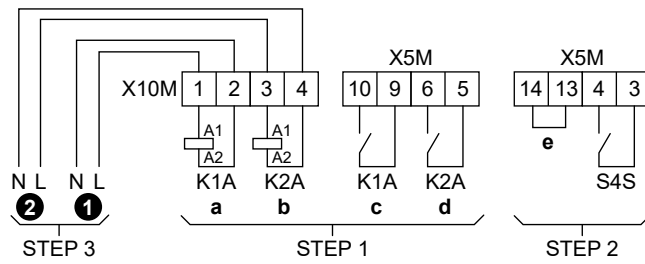 X5M X5M
X10M 1 2 3 4 10 9 6 5 14 13 4 3
A1 A1
A2 A2
e
N L N L K1A K2A K1A K2A S4S
2 1 a b c d
STEP 3 STEP 1 STEP 2